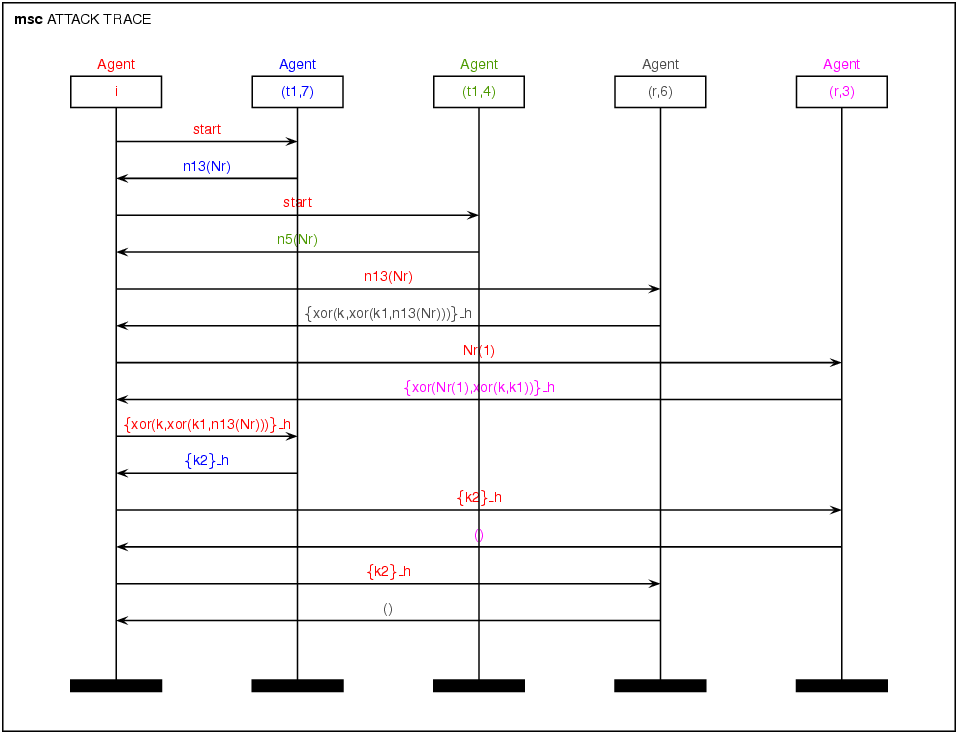 msc ATTACK TRACE
Agent Agent Agent Agent Agent
i (t1,7) (t1,4) (r,6) (r,3)
start
n13(Nr)
start
n5(Nr)
n13(Nr)
{xor(k,xor(k1,n13(Nr)))}_h
Nr(1)
{xor(Nr(1),xor(k,k1))}_h
{xor(k,xor(k1,n13(Nr)))}_h
{k2}_h
{k2}_h
()
{k2}_h
()